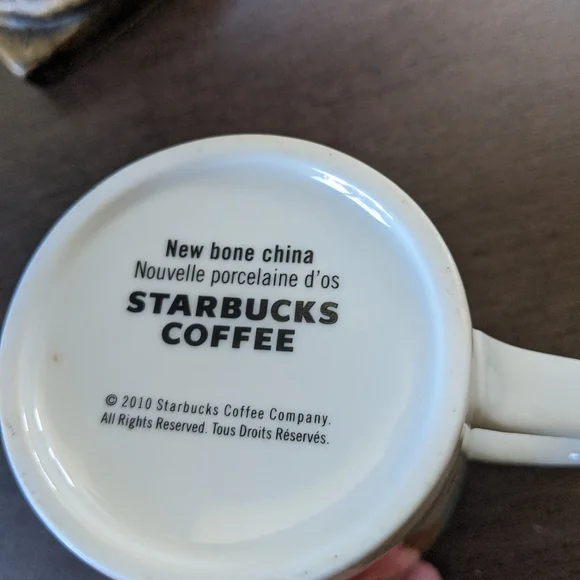 New bone china
Nouvelle porcelaine d'os
STARBUCKS
COFFEE
© 2010 Starbucks Coffee Company.
All Rights Reserved. Tous Droits Réservés.